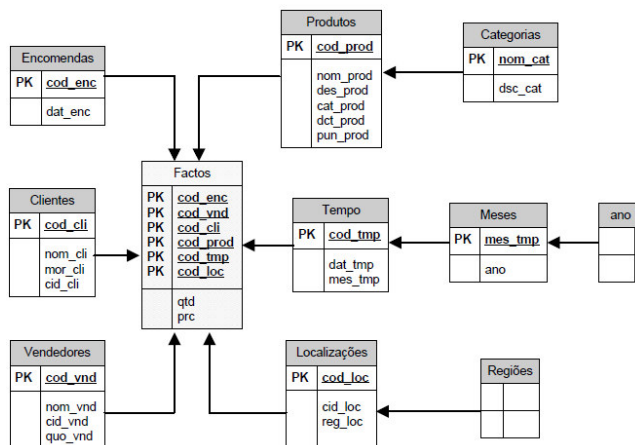 Encomendas
PK cod_enc
dat_enc
Produtos
PK cod_prod
nom_prod
des_prod
cat_prod
dct_prod
pun_prod
Categorias
PK nom_cat
dsc_cat
Clientes
PK cod_cli
nom_cli
mor_cli
cid_cli
Factos
PK cod_enc
PK cod_vnd
PK cod_cli
PK cod_prod
PK cod_tmp
PK cod_loc
qtd
prc
Tempo
PK cod_tmp
dat_tmp
mes_tmp
Meses
PK mes_tmp
ano
ano
Vendedores
PK cod_vnd
nom_vnd
cid_vnd
quo_vnd
Localizações
PK cod_loc
cid_loc
reg_loc
Regiões